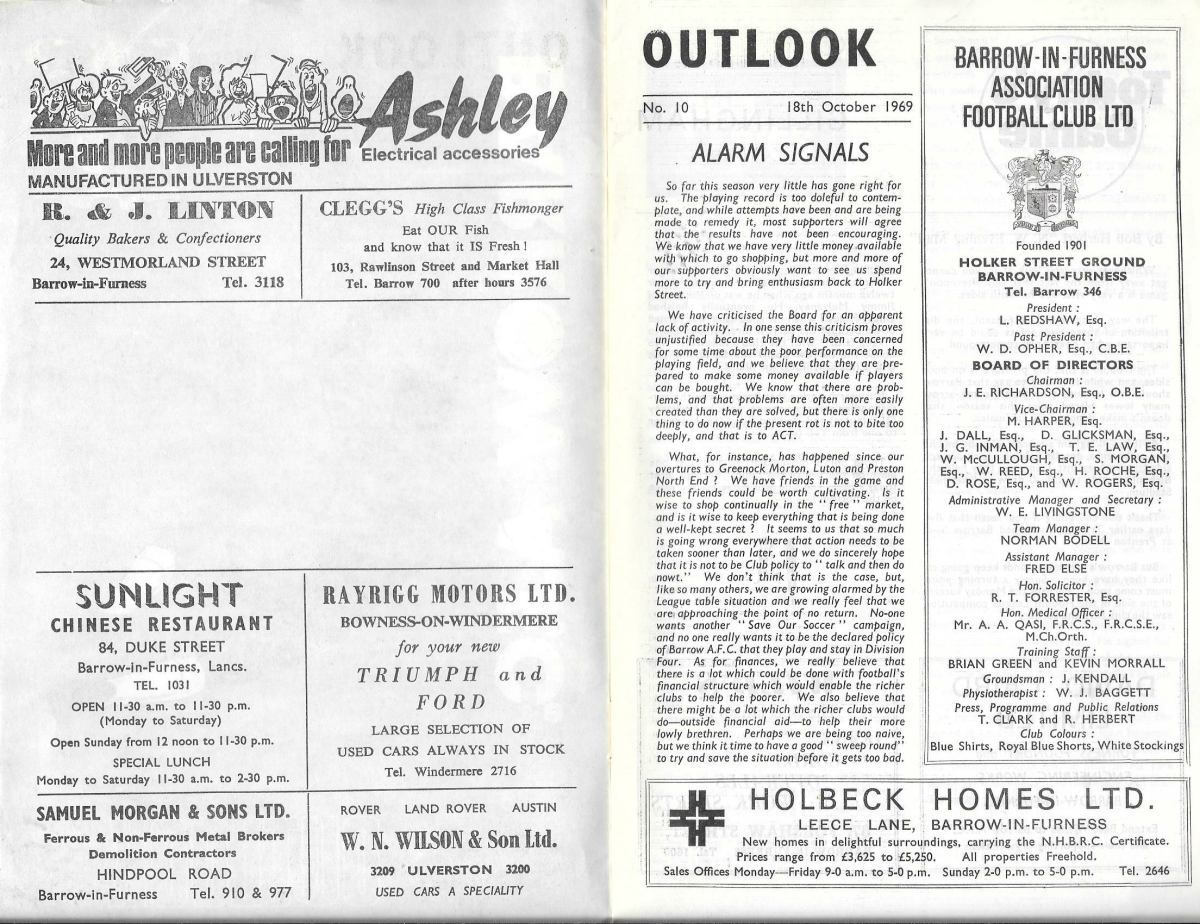 Ashley
More and more people are calling for
Electrical accessories
MANUFACTURED IN ULVERSTON
R. & J. LINTON
Quality Bakers & Confectioners
24, WESTMORLAND STREET
Barrow-in-Furness Tel. 3118
CLEGG'S High Class Fishmonger
Eat OUR Fish
and know that it IS Fresh !
103, Rawlinson Street and Market Hall
Tel. Barrow 700 after hours 3576
SUNLIGHT
CHINESE RESTAURANT
84, DUKE STREET
Barrow-in-Furness, Lancs.
TEL. 1031
OPEN 11-30 a.m. to 11-30 p.m.
(Monday to Saturday)
Open Sunday from 12 noon to 11-30 p.m.
SPECIAL LUNCH
Monday to Saturday 11-30 a.m. to 2-30 p.m.
RAYRIGG MOTORS LTD.
BOWNESS-ON-WINDERMERE
for your new
TRIUMPH and
FORD
LARGE SELECTION OF
USED CARS ALWAYS IN STOCK
Tel. Windermere 2716
SAMUEL MORGAN & SONS LTD.
Ferrous & Non-Ferrous Metal Brokers
Demolition Contractors
HINDPOOL ROAD
Barrow-in-Furness Tel. 910 & 977
ROVER LAND ROVER AUSTIN
W. N. WILSON & Son Ltd.
3209 ULVERSTON 3200
USED CARS A SPECIALITY
OUTLOOK
No. 10 18th October 1969
ALARM SIGNALS
So far this season very little has gone right for
us. The playing record is too doleful to contem-
plate, and while attempts have been and are being
made to remedy it, most supporters will agree
that the results have not been encouraging.
We know that we have very little money available
with which to go shopping, but more and more of
our supporters obviously want to see us spend
more to try and bring enthusiasm back to Holker
Street.
We have criticised the Board for an apparent
lack of activity. In one sense this criticism proves
unjustified because they have been concerned
for some time about the poor performance on the
playing field, and we believe that they are pre-
pared to make some money available if players
can be bought. We know that there are prob-
lems, and that problems are often more easily
created than they are solved, but there is only one
thing to do now if the present rot is not to bite too
deeply, and that is to ACT.
What, for instance, has happened since our
overtures to Greenock Morton, Luton and Preston
North End ? We have friends in the game and
these friends could be worth cultivating. Is it
wise to shop continually in the " free " market,
and is it wise to keep everything that is being done
a well-kept secret ? It seems to us that so much
is going wrong everywhere that action needs to be
taken sooner than later, and we do sincerely hope
that it is not to be Club policy to " talk and then do
nowt." We don't think that is the case, but,
like so many others, we are growing alarmed by the
League table situation and we really feel that we
are approaching the point of no return. No-one
wants another " Save Our Soccer " campaign,
and no one really wants it to be the declared policy
of Barrow A.F.C. that they play and stay in Division
Four. As for finances, we really believe that
there is a lot which could be done with football's
financial structure which would enable the richer
clubs to help the poorer. We also believe that
there might be a lot which the richer clubs would
do—outside financial aid—to help their more
lowly brethren. Perhaps we are being too naive,
but we think it time to have a good " sweep round"
to try and save the situation before it gets too bad.
BARROW-IN-FURNESS
ASSOCIATION
FOOTBALL CLUB LTD
Founded 1901
HOLKER STREET GROUND
BARROW-IN-FURNESS
Tel. Barrow 346
President :
L. REDSHAW, Esq.
Past President :
W. D. OPHER, Esq., C.B.E.
BOARD OF DIRECTORS
Chairman :
J. E. RICHARDSON, Esq., O.B.E.
Vice-Chairman :
M. HARPER, Esq.
J. DALL, Esq., D. GLICKSMAN, Esq.,
J. G. INMAN, Esq., T. E. LAW, Esq.,
W. McCULLOUGH, Esq., S. MORGAN,
Esq., W. REED, Esq., H. ROCHE, Esq.,
D. ROSE, Esq., and W. ROGERS, Esq.
Administrative Manager and Secretary :
W. E. LIVINGSTONE
Team Manager :
NORMAN BODELL
Assistant Manager :
FRED ELSE
Hon. Solicitor :
R. T. FORRESTER, Esq.
Hon. Medical Officer :
Mr. A. A. QASI, F.R.C.S., F.R.C.S.E.,
M.Ch.Orth.
Training Staff :
BRIAN GREEN and KEVIN MORRALL
Groundsman : J. KENDALL
Physiotherapist : W. J. BAGGETT
Press, Programme and Public Relations
T. CLARK and R. HERBERT
Club Colours :
Blue Shirts, Royal Blue Shorts, White Stockings
HOLBECK HOMES LTD.
LEECE LANE, BARROW-IN-FURNESS
New homes in delightful surroundings, carrying the N.H.B.R.C. Certificate.
Prices range from £3,625 to £5,250. All properties Freehold.
Sales Offices Monday—Friday 9-0 a.m. to 5-0 p.m. Sunday 2-0 p.m. to 5-0 p.m. Tel. 2646